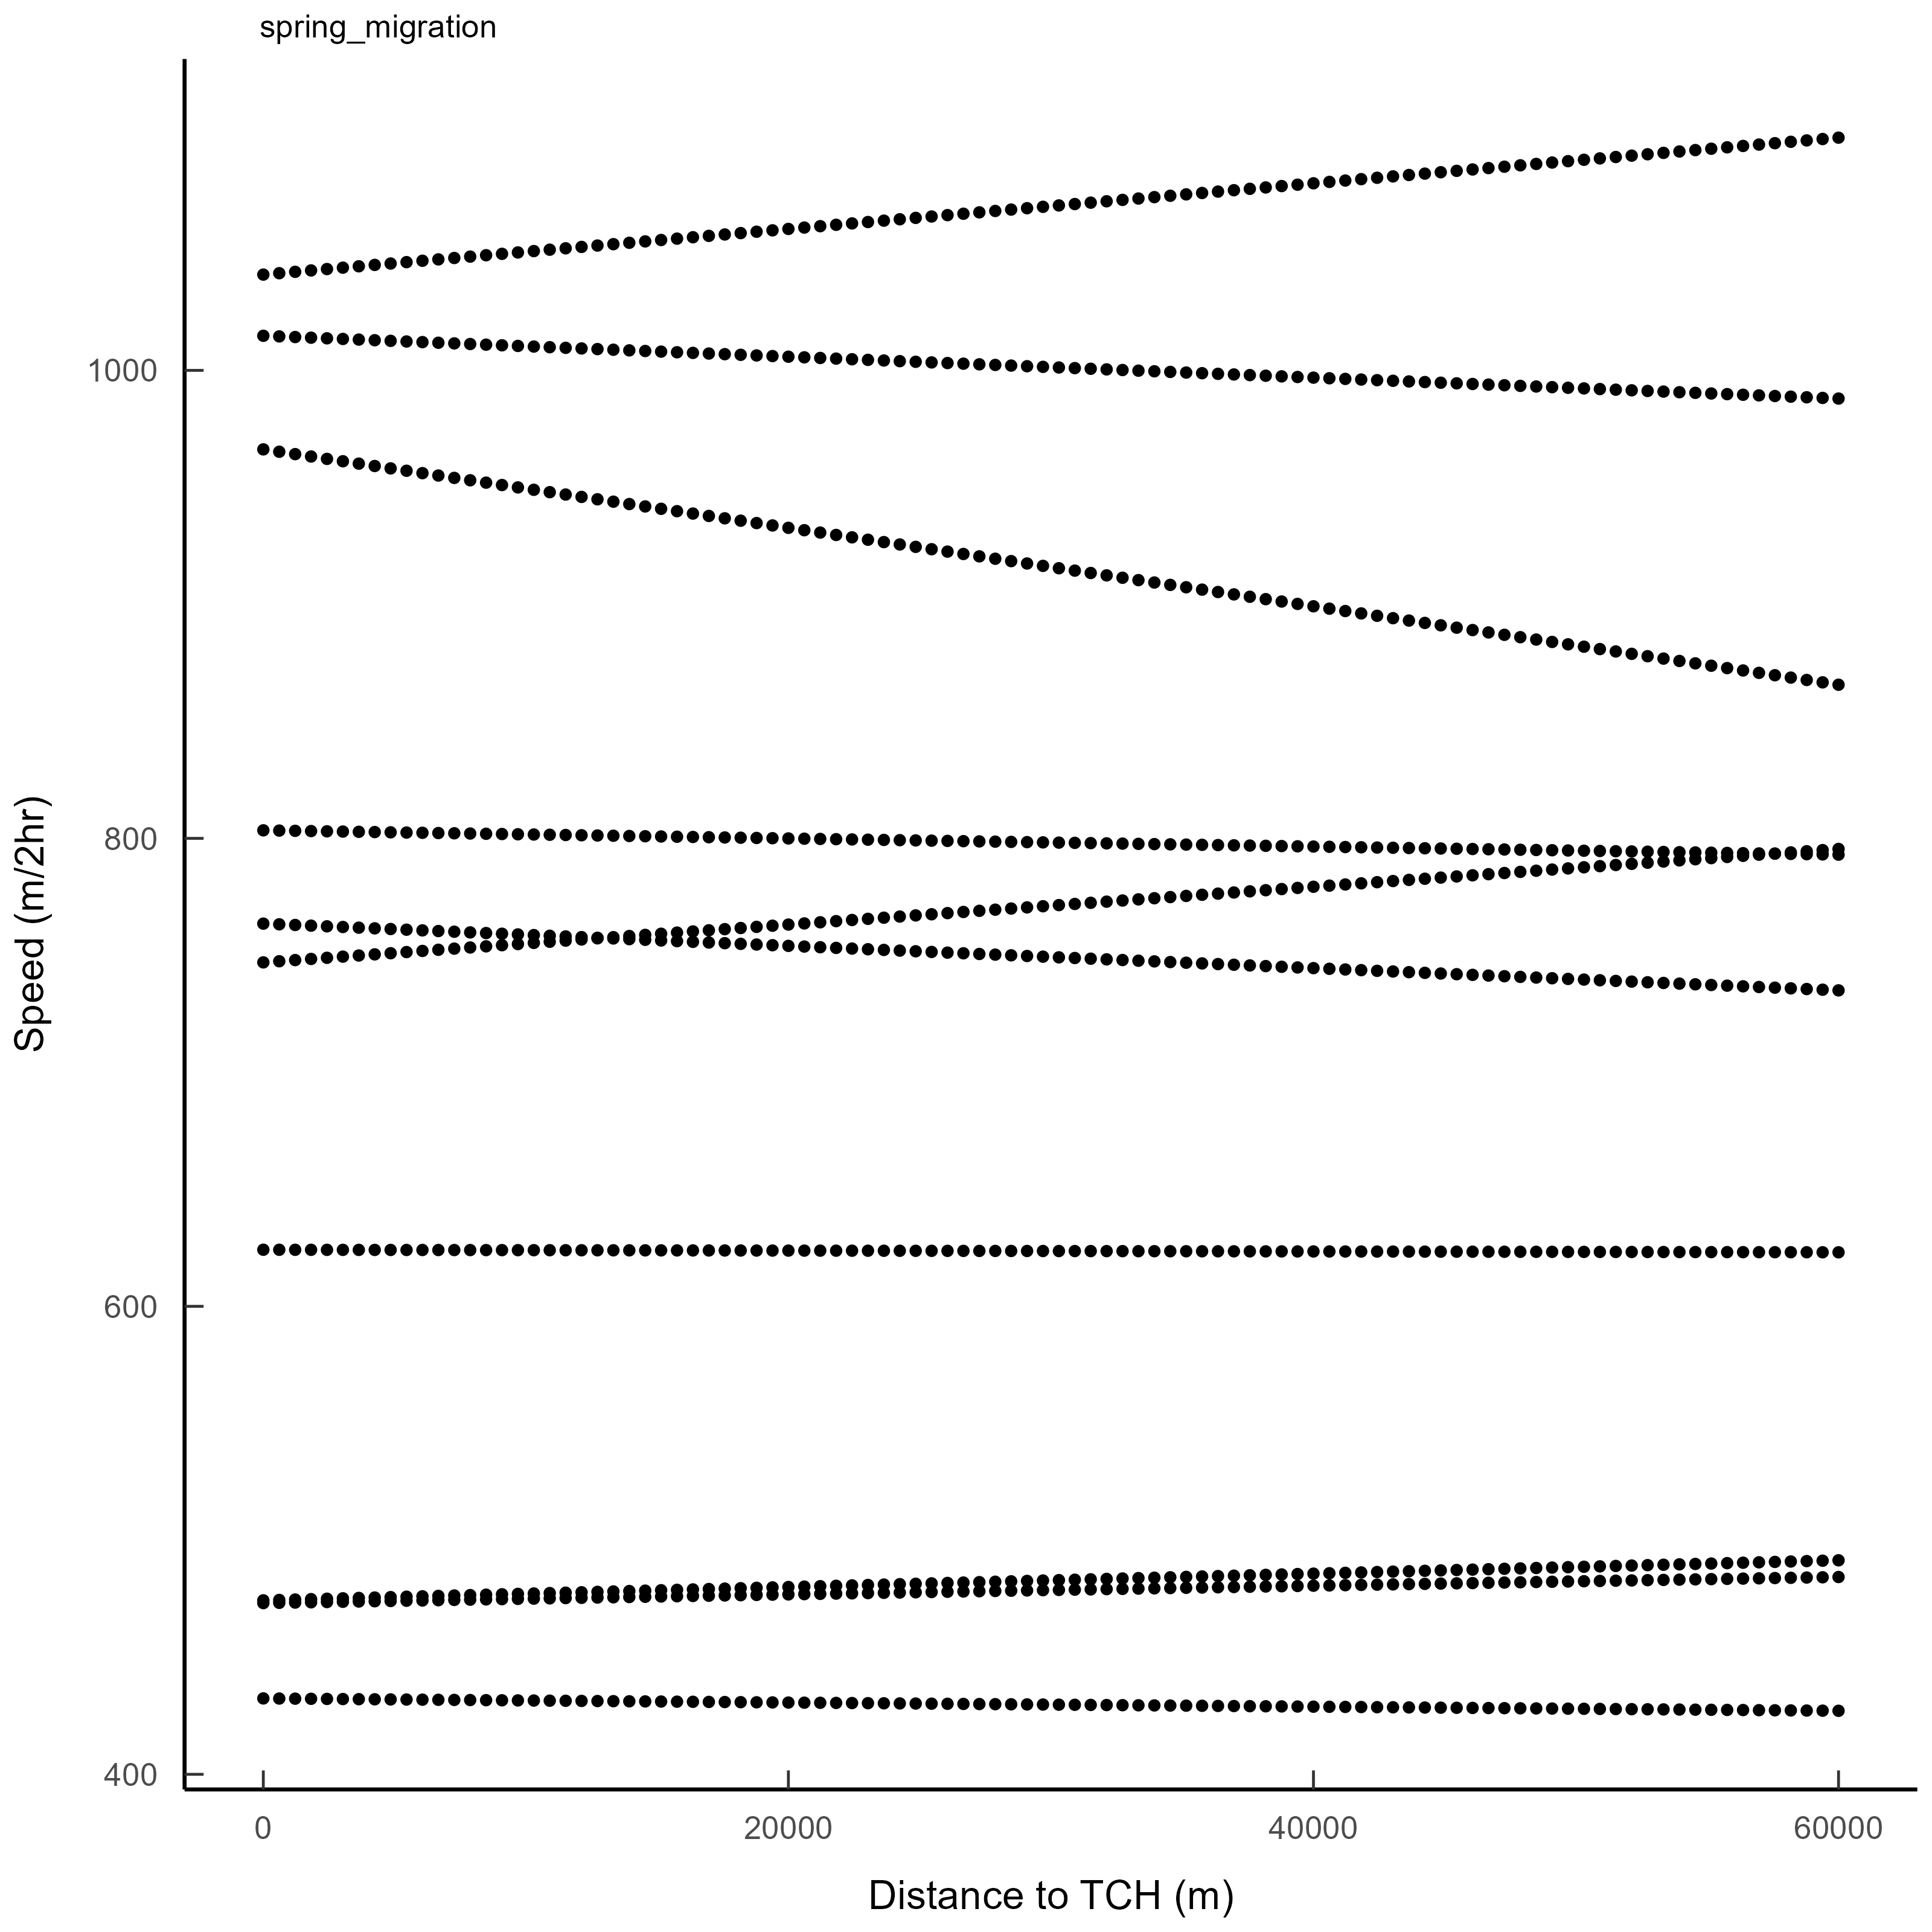 spring_migration
1000
800
600
400
Speed (m/2hr)
0 20000 40000 60000
Distance to TCH (m)